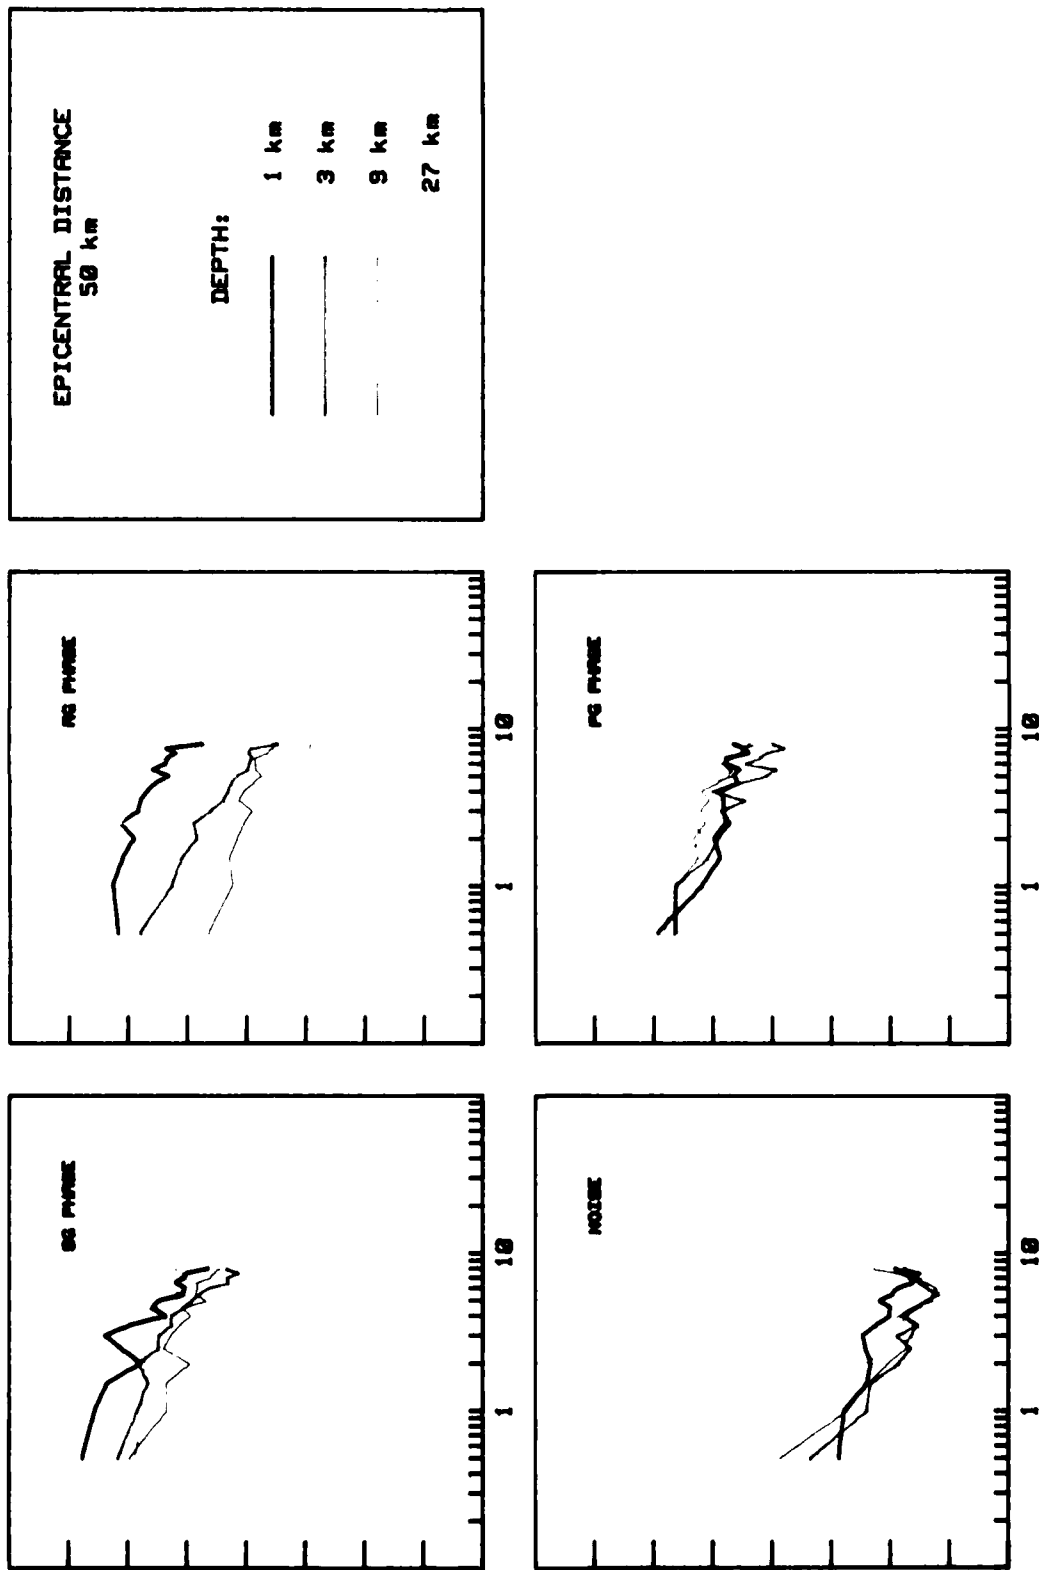 EPICENTRAL DISTANCE
50 km
DEPTH:
1 km
3 km
9 km
27 km
RG PHASE
1
10
PG PHASE
1
10
SG PHASE
1
10
NOISE
1
10